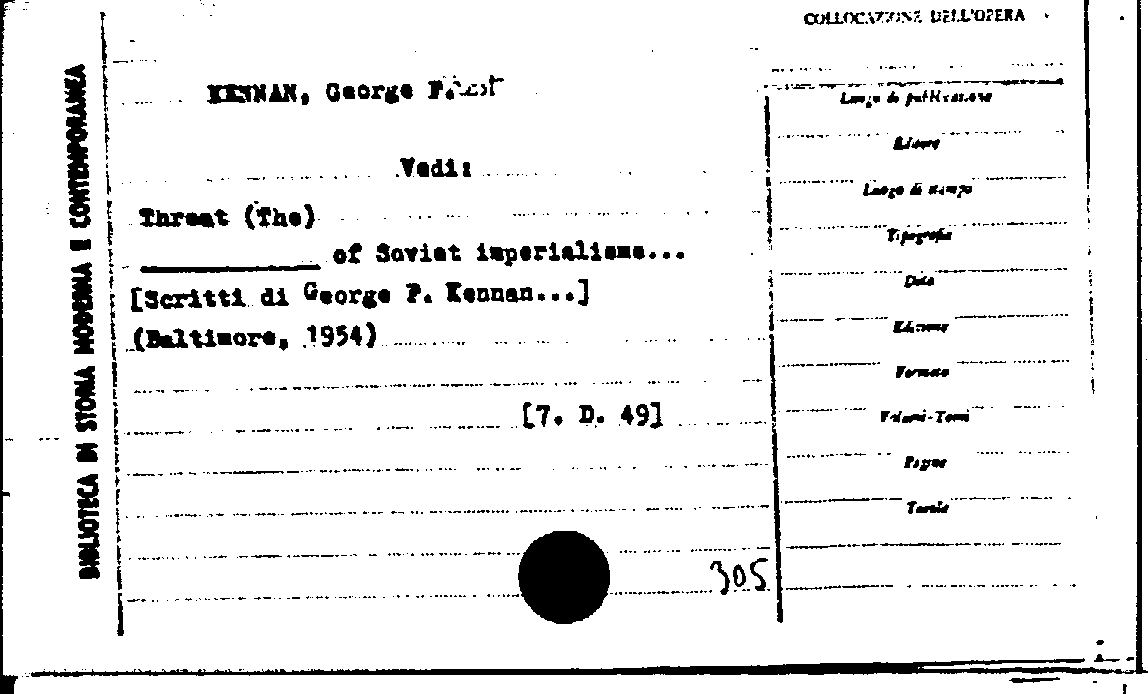 COLLOCAZIONE DELL'OPERA
BIBLIOTECA DI STORIA MODERNA E CONTEMPORANEA
KENNAN, George F.
Vedi:
Threat (The)
of Soviet imperialisme...
[Scritti di George F. Kennan...]
(Baltimore, 1954)
[7. D. 49]
305
Luogo di pubblicazione
Editore
Luogo di stampa
Tipografia
Data
Edizione
Formato
Volumi-Tomi
Pagine
Tavole